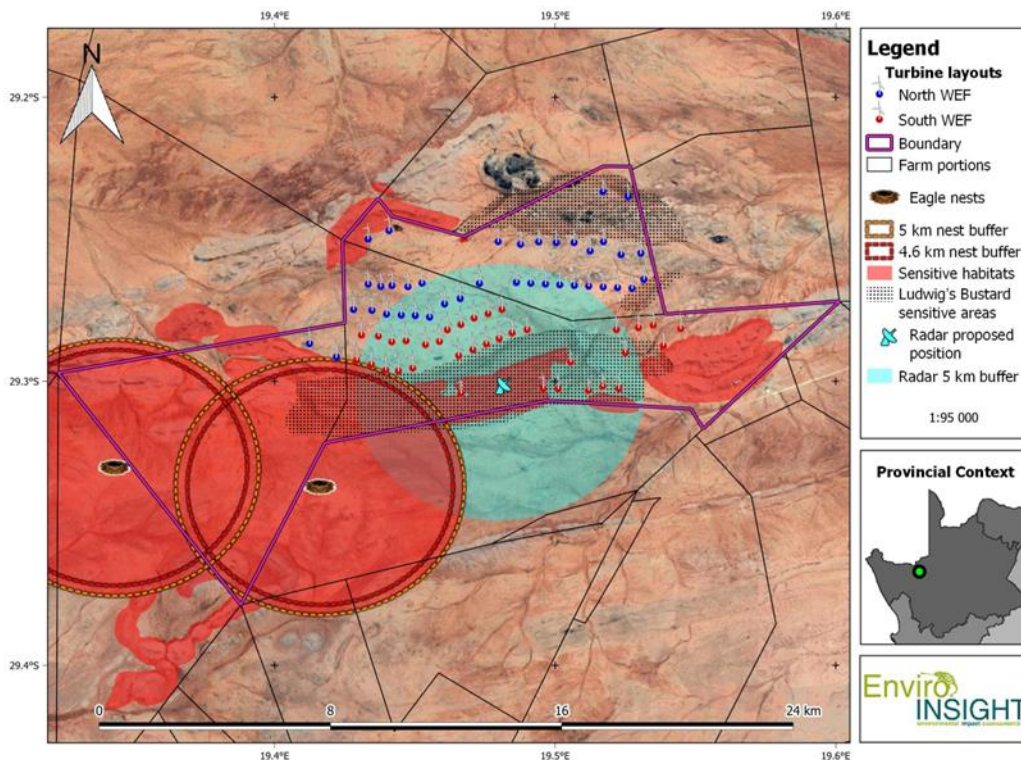 19.4°E
19.5°E
19.6°E
N
29.2°S
29.3°S
29.4°S
0
8
16
24 km
19.4°E
19.5°E
19.6°E
Legend
Turbine layouts
North WEF
South WEF
Boundary
Farm portions
Eagle nests
5 km nest buffer
4.6 km nest buffer
Sensitive habitats
Ludwig's Bustard
sensitive areas
Radar proposed
position
Radar 5 km buffer
1:95 000
Provincial Context
Enviro
INSIGHT